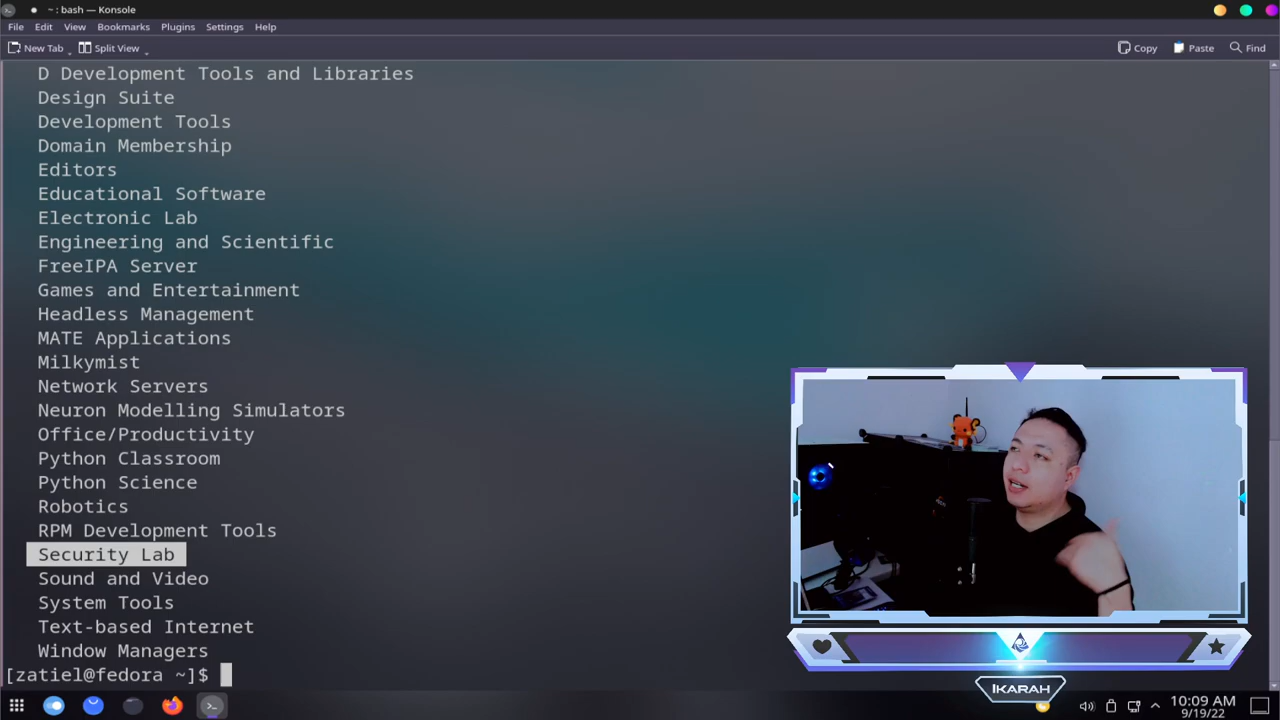 ~ : bash — Konsole
File Edit View Bookmarks Plugins Settings Help
New Tab Split View Copy Paste Find
D Development Tools and Libraries
Design Suite
Development Tools
Domain Membership
Editors
Educational Software
Electronic Lab
Engineering and Scientific
FreeIPA Server
Games and Entertainment
Headless Management
MATE Applications
Milkymist
Network Servers
Neuron Modelling Simulators
Office/Productivity
Python Classroom
Python Science
Robotics
RPM Development Tools
Security Lab
Sound and Video
System Tools
Text-based Internet
Window Managers
[zatiel@fedora ~]$
IKARAH
10:09 AM
9/19/22